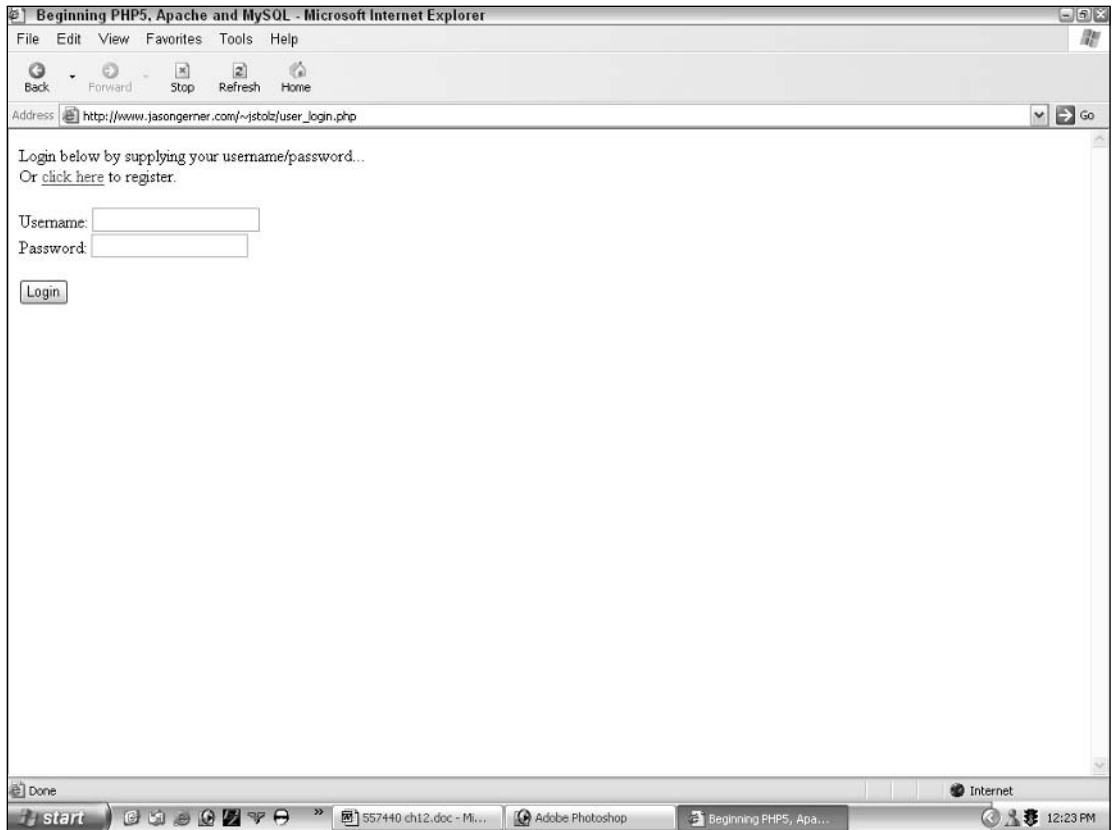 Beginning PHP5, Apache and MySQL - Microsoft Internet Explorer
File Edit View Favorites Tools Help
Back Forward Stop Refresh Home
Address http://www.jasongerner.com/~jstolz/user_login.php Go
Login below by supplying your username/password...
Or click here to register.
Username:
Password:
Login
Done Internet
start » 557440 ch12.doc - Mi... Adobe Photoshop Beginning PHP5, Apa... 12:23 PM